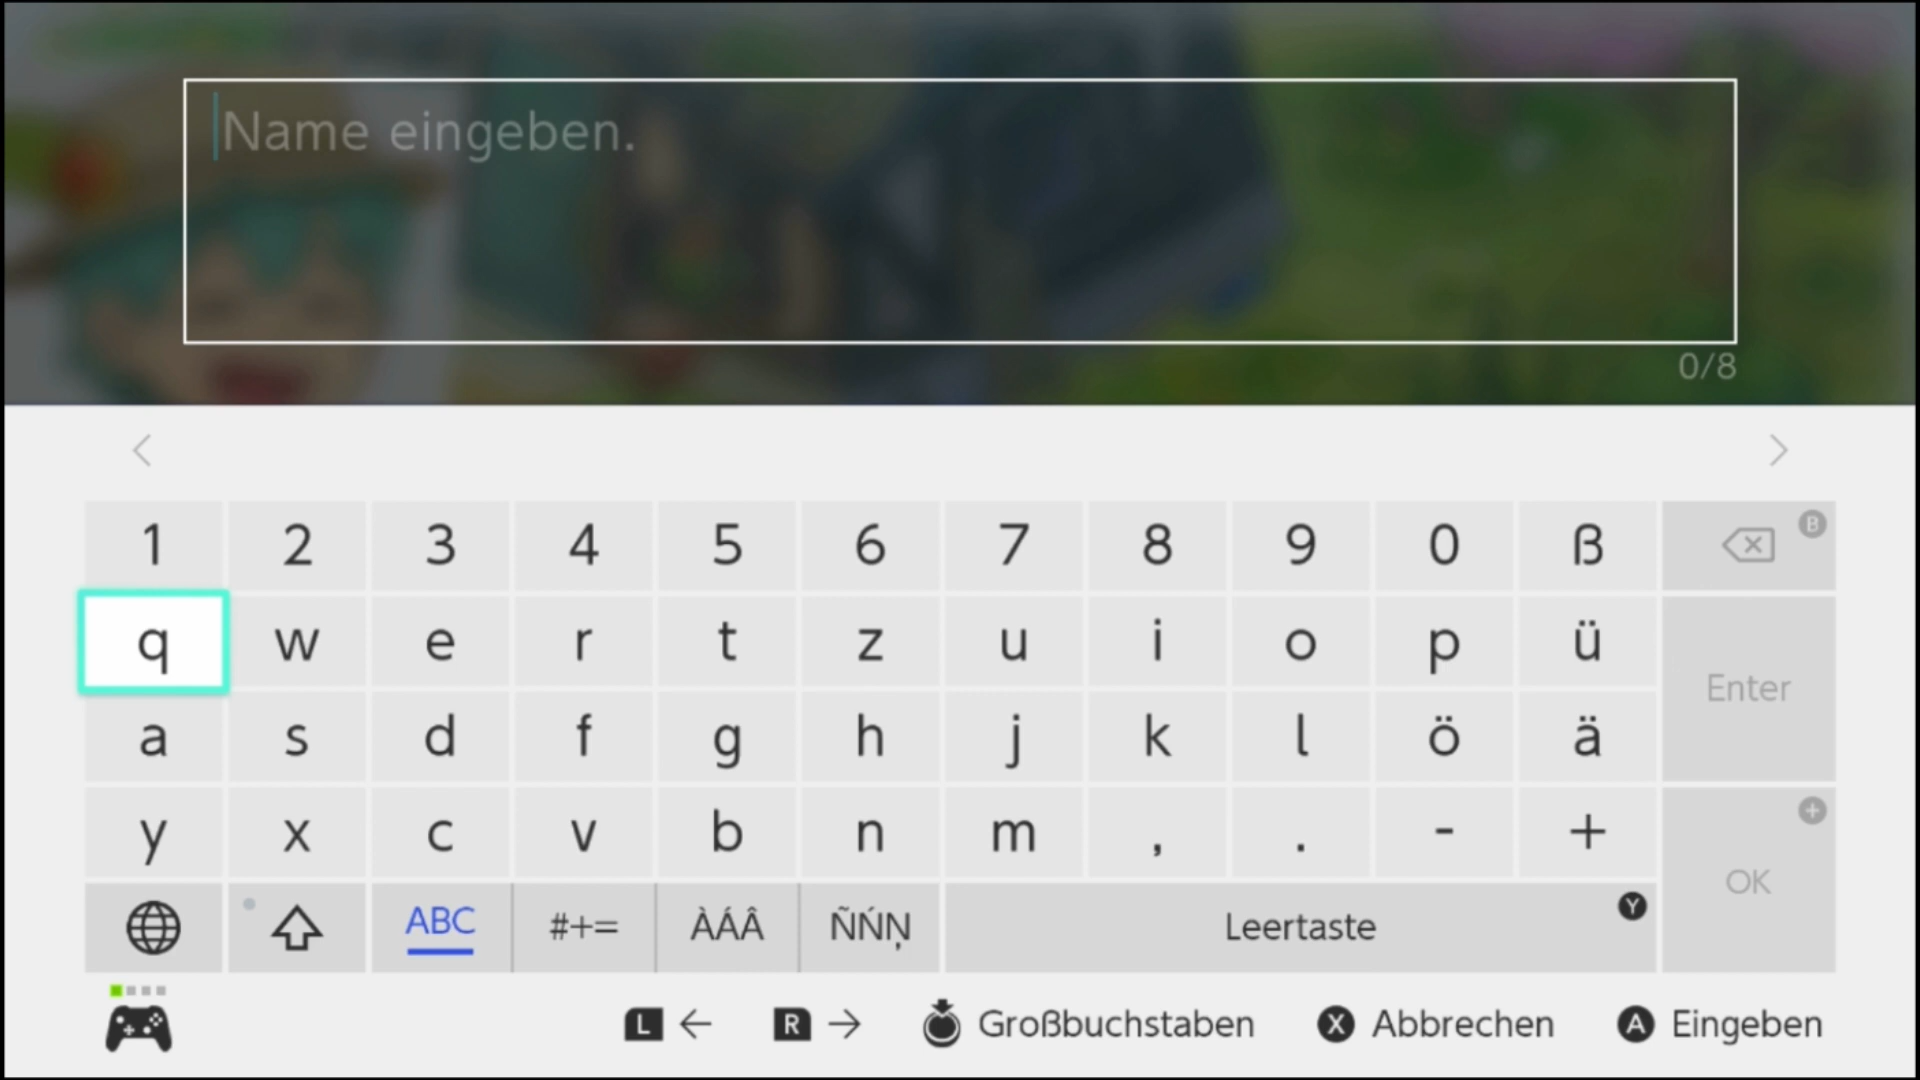 Name eingeben.
0/8
1 2 3 4 5 6 7 8 9 0 ß B
q w e r t z u i o p ü Enter
a s d f g h j k l ö ä
y x c v b n m , . - + +
OK
ABC #+= ÀÁÂ ÑŃŅ Leertaste Y
L ← R → Großbuchstaben X Abbrechen A Eingeben